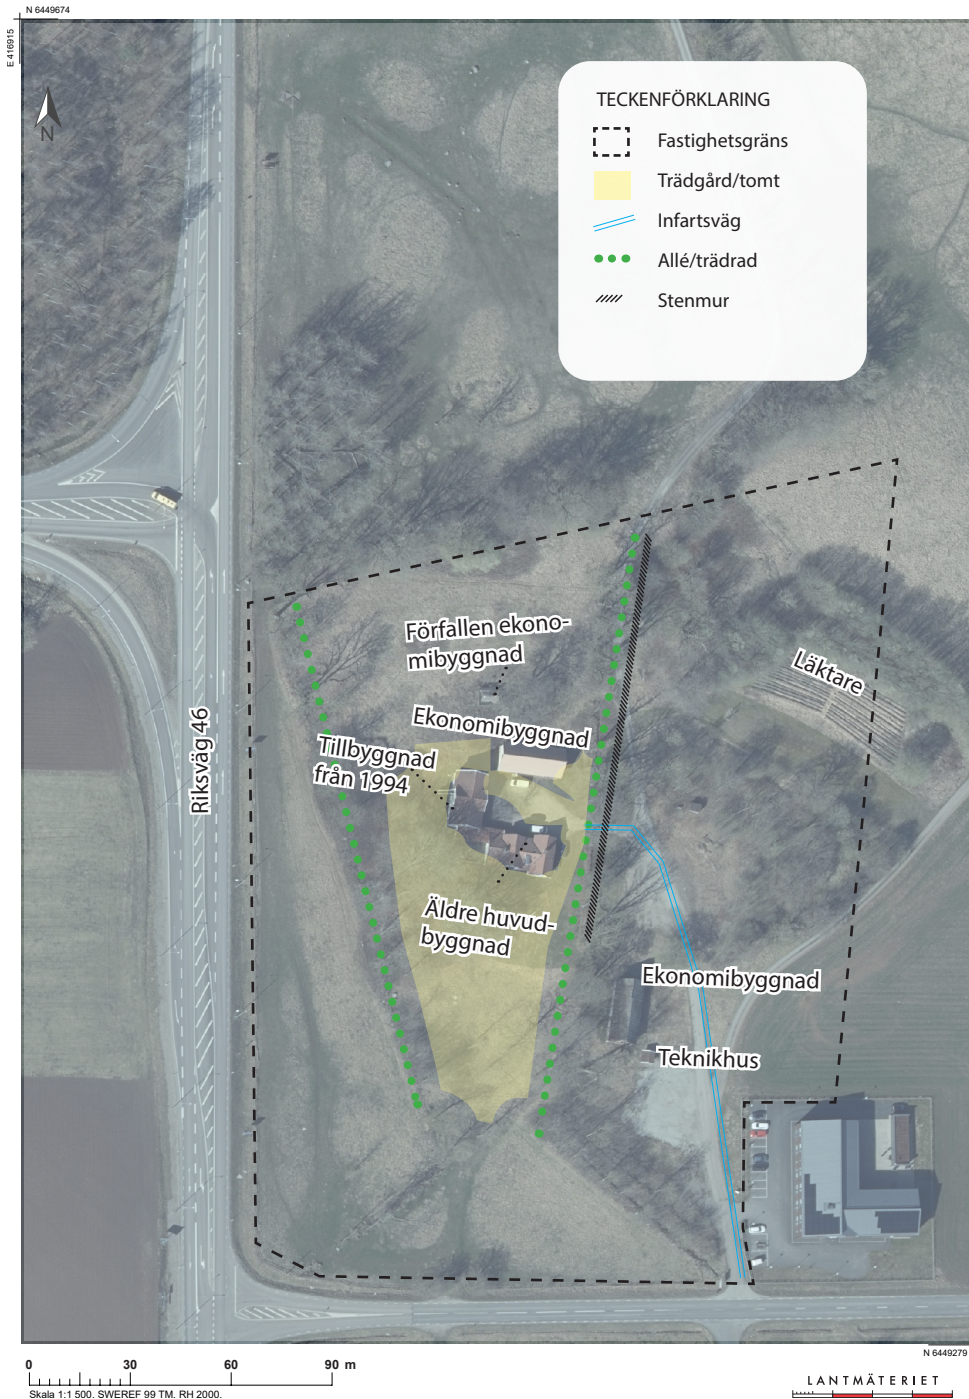 N 6449674
E 416915
N
TECKENFÖRKLARING
Fastighetsgräns
Trädgård/tomt
Infartsväg
Allé/trädrad
Stenmur
Förfallen ekono-
mibyggnad
Läktare
Ekonomibyggnad
Riksväg 46
Tillbyggnad
från 1994
Äldre huvud-
byggnad
Ekonomibyggnad
Teknikhus
N 6449279
0 30 60 90 m
Skala 1:1 500, SWEREF 99 TM, RH 2000.
LANTMÄTERIET